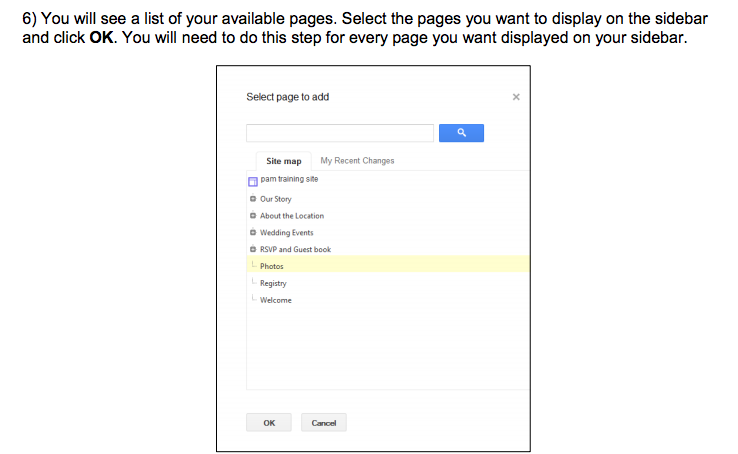 6) You will see a list of your available pages. Select the pages you want to display on the sidebar
and click OK. You will need to do this step for every page you want displayed on your sidebar.
Select page to add
Site map My Recent Changes
pam training site
Our Story
About the Location
Wedding Events
RSVP and Guest book
Photos
Registry
Welcome
OK Cancel